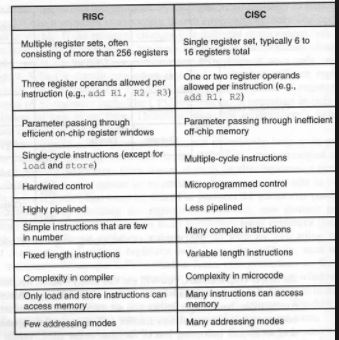 RISC
CISC
Multiple register sets, often
consisting of more than 256 registers
Single register set, typically 6 to
16 registers total
Three register operands allowed per
instruction (e.g., add R1, R2, R3)
One or two register operands
allowed per instruction (e.g.,
add R1, R2)
Parameter passing through
efficient on-chip register windows
Parameter passing through inefficient
off-chip memory
Single-cycle instructions (except for
load and store)
Multiple-cycle instructions
Hardwired control
Microprogrammed control
Highly pipelined
Less pipelined
Simple instructions that are few
in number
Many complex instructions
Fixed length instructions
Variable length instructions
Complexity in compiler
Complexity in microcode
Only load and store instructions can
access memory
Many instructions can access
memory
Few addressing modes
Many addressing modes